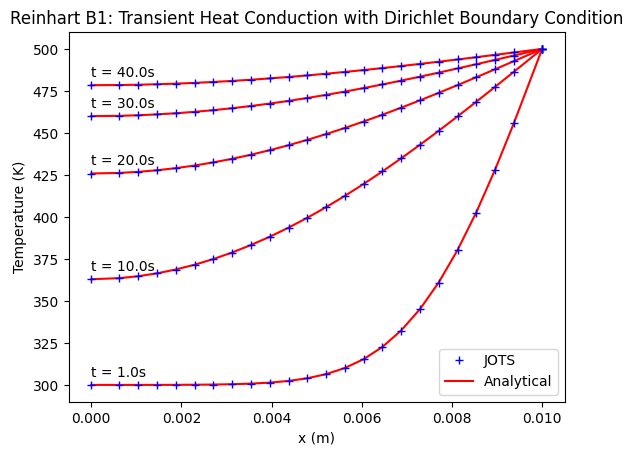 Reinhart B1: Transient Heat Conduction with Dirichlet Boundary Condition
500
475
450
425
400
375
350
325
300
Temperature (K)
t = 40.0s
t = 30.0s
t = 20.0s
t = 10.0s
t = 1.0s
JOTS
Analytical
0.000
0.002
0.004
0.006
0.008
0.010
x (m)